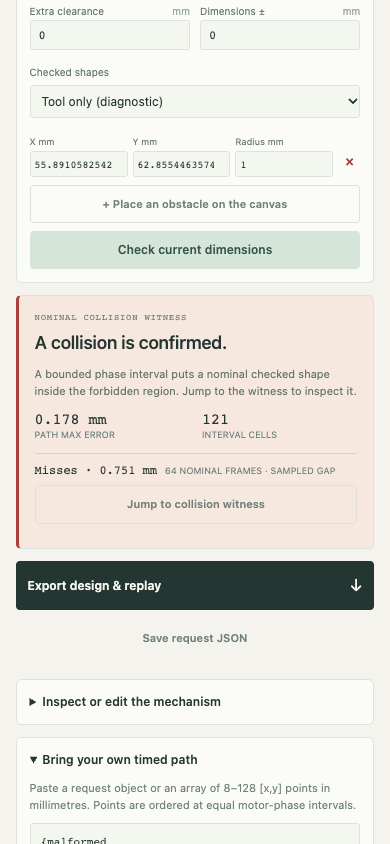 Extra clearance mm Dimensions ± mm
0 0
Checked shapes
Tool only (diagnostic)
X mm Y mm Radius mm
55.8910582542 62.8554463574 1 ×
+ Place an obstacle on the canvas
Check current dimensions
NOMINAL COLLISION WITNESS
A collision is confirmed.
A bounded phase interval puts a nominal checked shape
inside the forbidden region. Jump to the witness to inspect it.
0.178 mm 121
PATH MAX ERROR INTERVAL CELLS
Misses · 0.751 mm 64 NOMINAL FRAMES · SAMPLED GAP
Jump to collision witness
Export design & replay ↓
Save request JSON
▶ Inspect or edit the mechanism
▼ Bring your own timed path
Paste a request object or an array of 8–128 [x,y] points in
millimetres. Points are ordered at equal motor-phase intervals.
{malformed